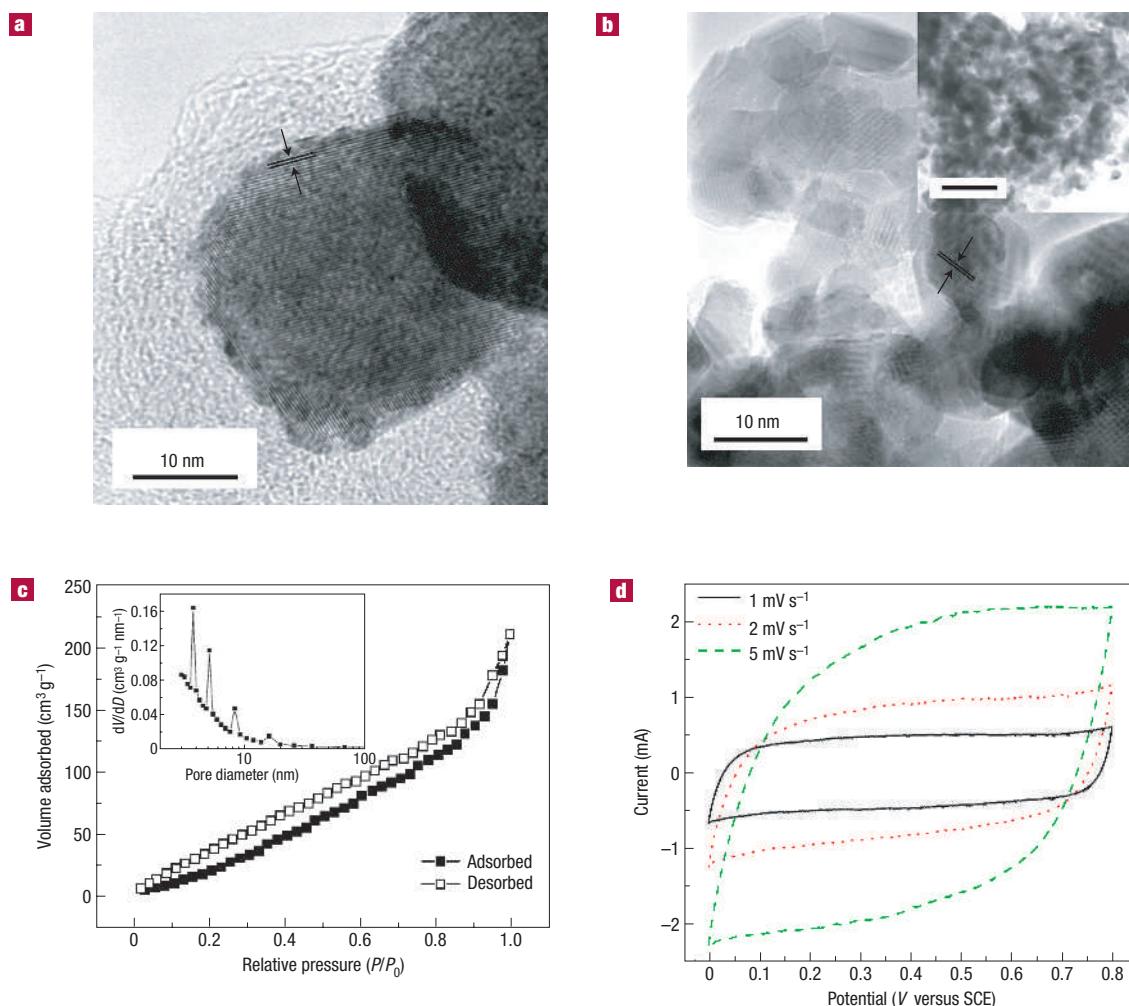 a
10 nm
b
10 nm
c
Volume adsorbed (cm³ g⁻¹)
250
200
150
100
50
0
dV/dD (cm³ g⁻¹ nm⁻¹)
0.16
0.12
0.08
0.04
0
10
100
Pore diameter (nm)
Adsorbed
Desorbed
0
0.2
0.4
0.6
0.8
1.0
Relative pressure (P/P₀)
d
1 mV s⁻¹
2 mV s⁻¹
5 mV s⁻¹
Current (mA)
2
1
0
–1
–2
0
0.1
0.2
0.3
0.4
0.5
0.6
0.7
0.8
Potential (V versus SCE)